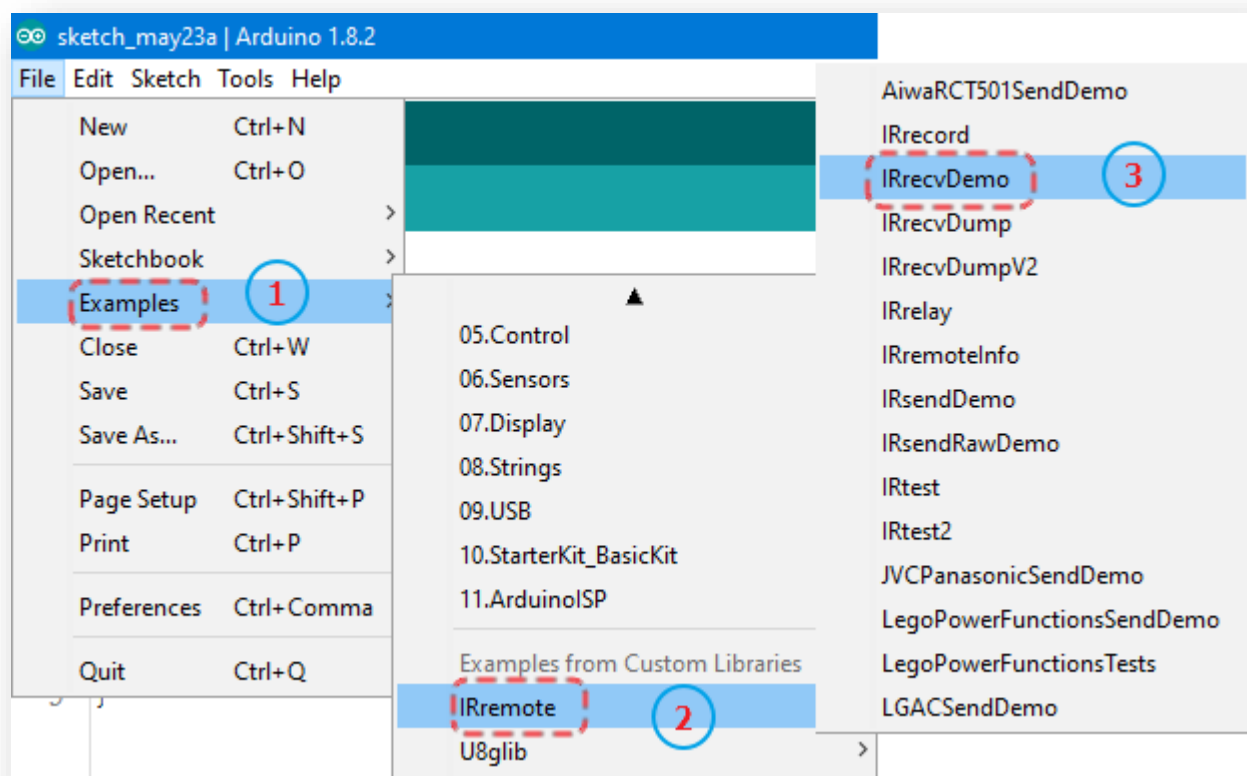 sketch_may23a | Arduino 1.8.2
File Edit Sketch Tools Help
New Ctrl+N
Open... Ctrl+O
Open Recent
Sketchbook
Examples
1
Close Ctrl+W
Save Ctrl+S
Save As... Ctrl+Shift+S
Page Setup Ctrl+Shift+P
Print Ctrl+P
Preferences Ctrl+Comma
Quit Ctrl+Q
05.Control
06.Sensors
07.Display
08.Strings
09.USB
10.StarterKit_BasicKit
11.ArduinoISP
Examples from Custom Libraries
IRremote
2
U8glib
AiwaRCT501SendDemo
IRrecord
IRrecvDemo
3
IRrecvDump
IRrecvDumpV2
IRrelay
IRremoteInfo
IRsendDemo
IRsendRawDemo
IRtest
IRtest2
JVCPanasonicSendDemo
LegoPowerFunctionsSendDemo
LegoPowerFunctionsTests
LGACSendDemo